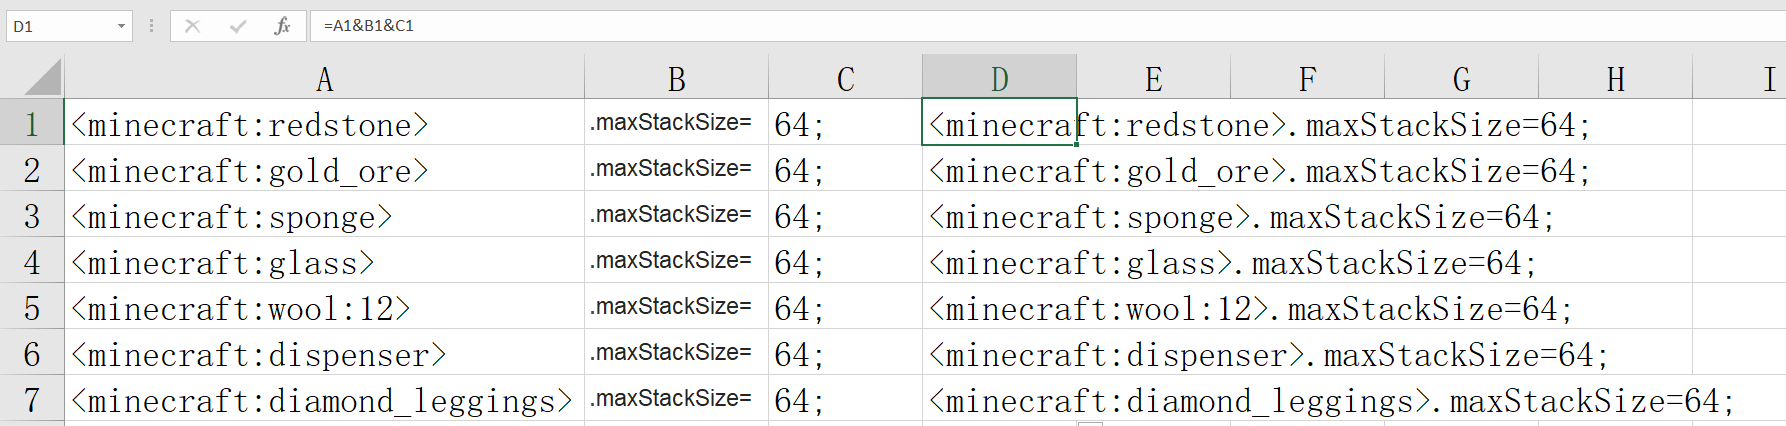 D1 fx =A1&B1&C1
A B C D E F G H I
1 <minecraft:redstone> .maxStackSize= 64; <minecraft:redstone>.maxStackSize=64;
2 <minecraft:gold_ore> .maxStackSize= 64; <minecraft:gold_ore>.maxStackSize=64;
3 <minecraft:sponge> .maxStackSize= 64; <minecraft:sponge>.maxStackSize=64;
4 <minecraft:glass> .maxStackSize= 64; <minecraft:glass>.maxStackSize=64;
5 <minecraft:wool:12> .maxStackSize= 64; <minecraft:wool:12>.maxStackSize=64;
6 <minecraft:dispenser> .maxStackSize= 64; <minecraft:dispenser>.maxStackSize=64;
7 <minecraft:diamond_leggings> .maxStackSize= 64; <minecraft:diamond_leggings>.maxStackSize=64;